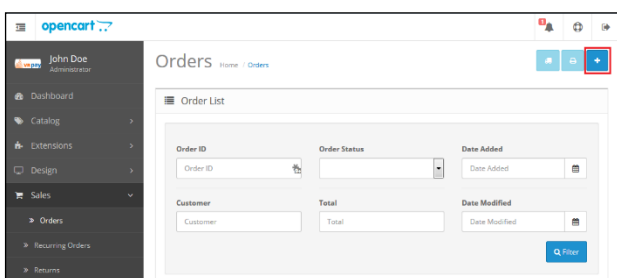 opencart
1
John Doe
Administrator
Orders Home / Orders
Dashboard
Order List
Catalog
Extensions
Order ID
Order Status
Date Added
Order ID
Date Added
Design
Sales
Customer
Total
Date Modified
Orders
Customer
Total
Date Modified
Recurring Orders
Filter
Returns